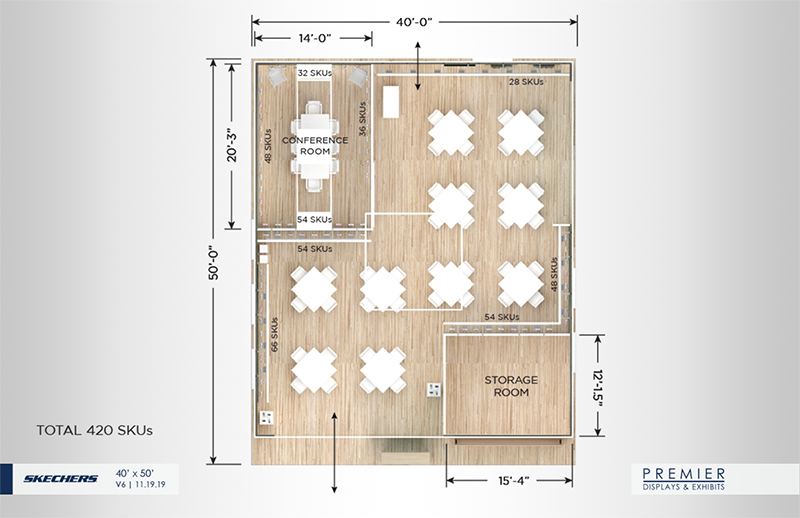 40'-0"
14'-0"
32 SKUs
28 SKUs
36 SKUs
48 SKUs
CONFERENCE
ROOM
20'-3"
54 SKUs
54 SKUs
50'-0"
48 SKUs
54 SKUs
66 SKUs
STORAGE
ROOM
12'-1.5"
TOTAL 420 SKUs
15'-4"
SKECHERS
40' x 50'
V6 | 11.19.19
PREMIER
DISPLAYS & EXHIBITS